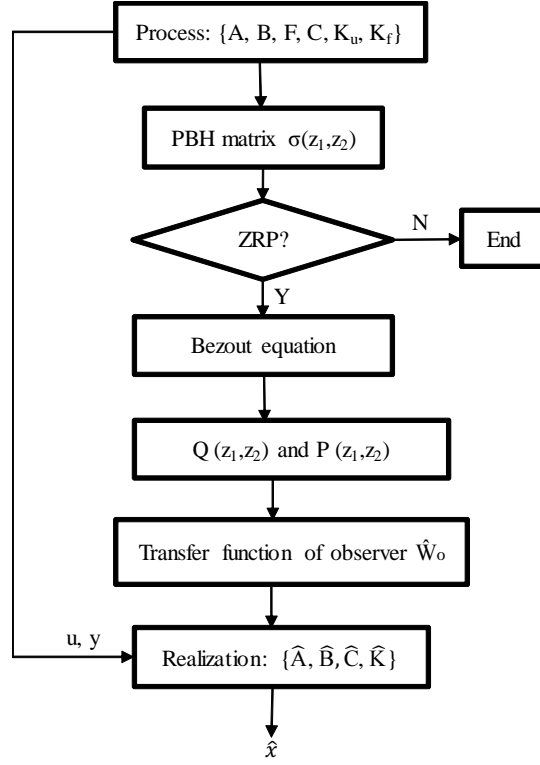 Process: {A, B, F, C, Kᵤ, K_f}
PBH matrix σ(z₁,z₂)
ZRP?
N
End
Y
Bezout equation
Q (z₁,z₂) and P (z₁,z₂)
Transfer function of observer Ŵₒ
u, y
Realization: {Â, B̂, Ĉ, K̂}
x̂